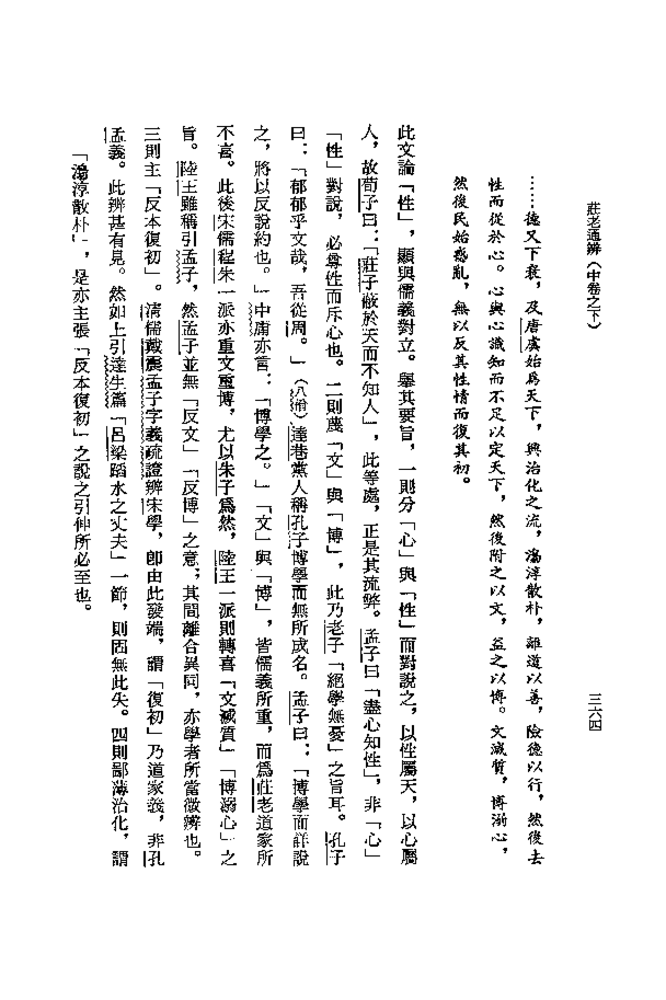 莊老通辨（中卷之下）
三六四
……德又下衰，及唐虞始爲天下，興治化之流，澆淳散朴，離道以善，險德以行，然後去
性而從於心。心與心識知而不足以定天下，然後附之以文，益之以博。文滅質，博溺心，
然後民始惑亂，無以反其性情而復其初。
此文論「性」，顯與儒義對立。舉其要旨，一則分「心」與「性」而對說之，以性屬天，以心屬
人，故荀子曰：「莊子蔽於天而不知人」，此等處，正是其流弊。孟子曰「盡心知性」，非「心」
「性」對說，必尊性而斥心也。二則蔑「文」與「博」，此乃老子「絕學無憂」之旨耳。孔子
曰：「郁郁乎文哉，吾從周。」（八佾）達巷黨人稱孔子博學而無所成名。孟子曰：「博學而詳說
之，將以反說約也。」中庸亦言：「博學之。」「文」與「博」，皆儒義所重，而爲莊老道家所
不喜。此後宋儒程朱一派亦重文重博，尤以朱子爲然，陸王一派則轉喜「文滅質」「博溺心」之
旨。陸王雖稱引孟子，然孟子並無「反文」「反博」之意；其間離合異同，亦學者所當微辨也。
三則主「反本復初」。清儒戴震孟子字義疏證辨宋學，卽由此發端，謂「復初」乃道家義，非孔
孟義。此辨甚有見。然如上引達生篇「呂梁蹈水之丈夫」一節，則固無此失。四則鄙薄治化，謂
「澆淳散朴」，是亦主張「反本復初」之說之引伸所必至也。